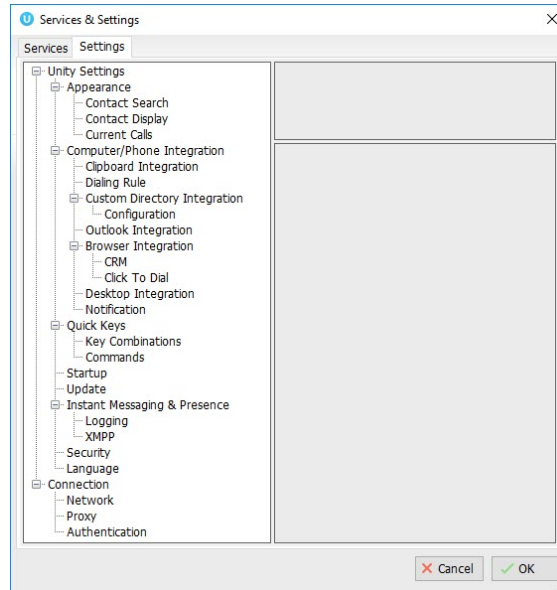 U Services & Settings
Services Settings
Unity Settings
Appearance
Contact Search
Contact Display
Current Calls
Computer/Phone Integration
Clipboard Integration
Dialing Rule
Custom Directory Integration
Configuration
Outlook Integration
Browser Integration
CRM
Click To Dial
Desktop Integration
Notification
Quick Keys
Key Combinations
Commands
Startup
Update
Instant Messaging & Presence
Logging
XMPP
Security
Language
Connection
Network
Proxy
Authentication
Cancel OK